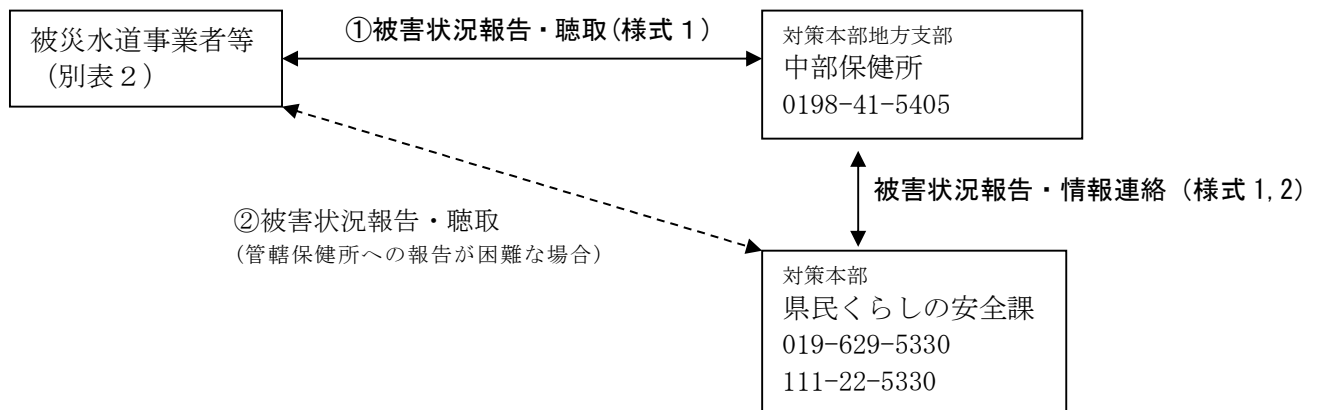 被災水道事業者等
（別表２）
①被害状況報告・聴取(様式１)
対策本部地方支部
中部保健所
0198-41-5405
被害状況報告・情報連絡（様式1,2）
②被害状況報告・聴取
(管轄保健所への報告が困難な場合)
対策本部
県民くらしの安全課
019-629-5330
111-22-5330